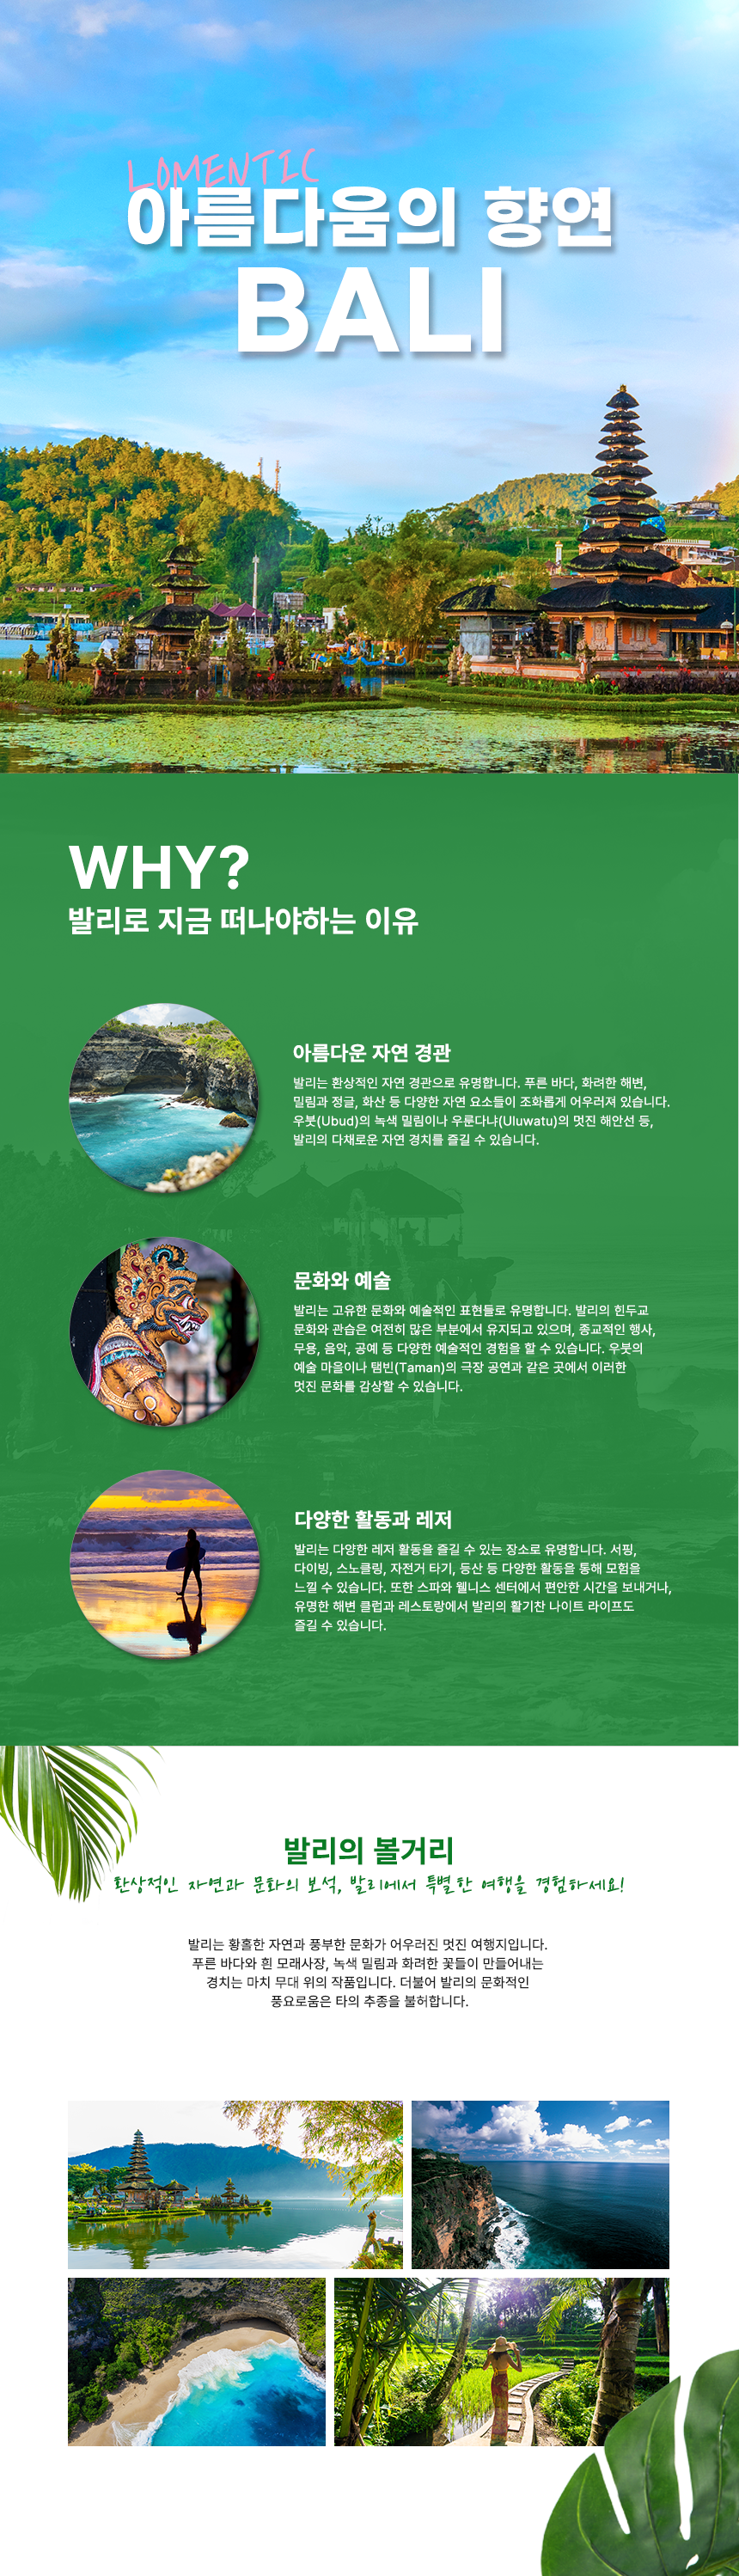 LOMENTIC
아름다움의 향연
BALI
WHY?
발리로 지금 떠나야하는 이유
아름다운 자연 경관
발리는 환상적인 자연 경관으로 유명합니다. 푸른 바다, 화려한 해변,
밀림과 정글, 화산 등 다양한 자연 요소들이 조화롭게 어우러져 있습니다.
우붓(Ubud)의 녹색 밀림이나 우룬다냐(Uluwatu)의 멋진 해안선 등,
발리의 다채로운 자연 경치를 즐길 수 있습니다.
문화와 예술
발리는 고유한 문화와 예술적인 표현들로 유명합니다. 발리의 힌두교
문화와 관습은 여전히 많은 부분에서 유지되고 있으며, 종교적인 행사,
무용, 음악, 공예 등 다양한 예술적인 경험을 할 수 있습니다. 우붓의
예술 마을이나 탬빈(Taman)의 극장 공연과 같은 곳에서 이러한
멋진 문화를 감상할 수 있습니다.
다양한 활동과 레저
발리는 다양한 레저 활동을 즐길 수 있는 장소로 유명합니다. 서핑,
다이빙, 스노클링, 자전거 타기, 등산 등 다양한 활동을 통해 모험을
느낄 수 있습니다. 또한 스파와 웰니스 센터에서 편안한 시간을 보내거나,
유명한 해변 클럽과 레스토랑에서 발리의 활기찬 나이트 라이프도
즐길 수 있습니다.
발리의 볼거리
환상적인 자연과 문화의 보석, 발리에서 특별한 여행을 경험하세요!
발리는 황홀한 자연과 풍부한 문화가 어우러진 멋진 여행지입니다.
푸른 바다와 흰 모래사장, 녹색 밀림과 화려한 꽃들이 만들어내는
경치는 마치 무대 위의 작품입니다. 더불어 발리의 문화적인
풍요로움은 타의 추종을 불허합니다.